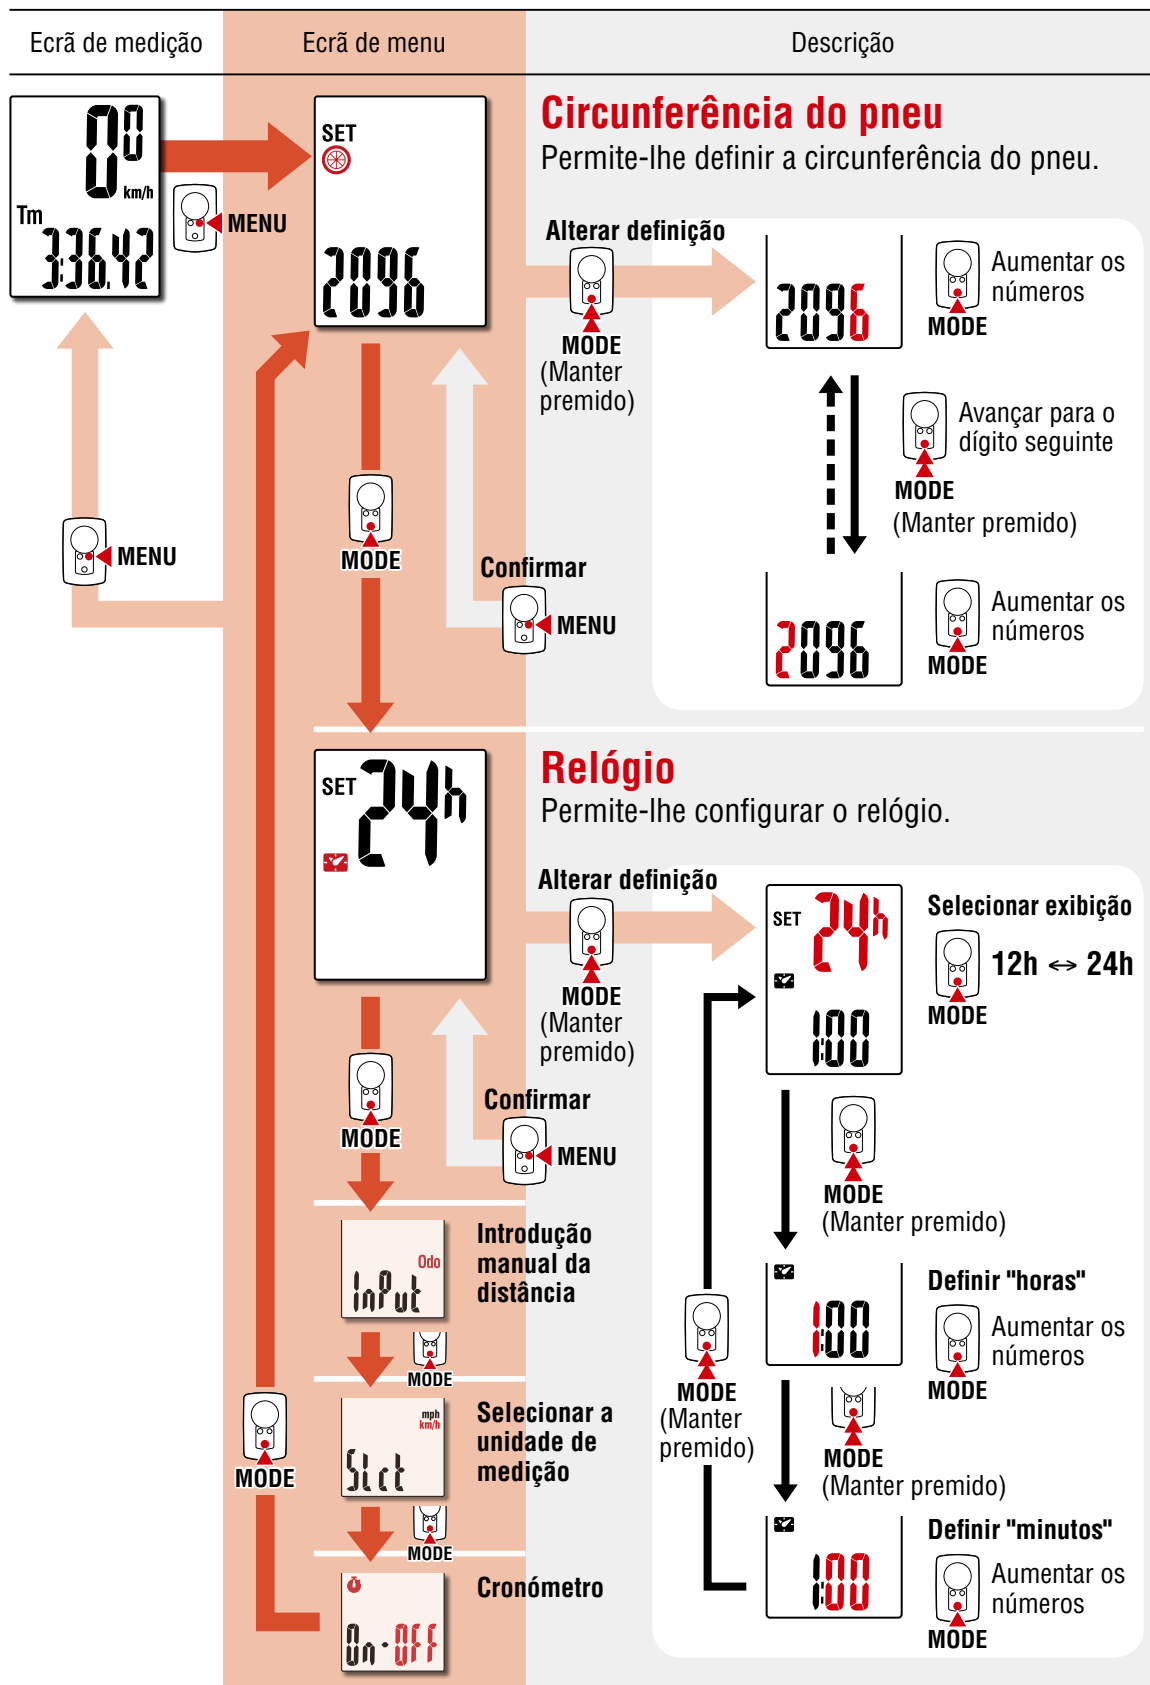 Ecrã de medição
Ecrã de menu
Descrição
0⁰
km/h
Tm
3:36.42
MENU
SET
2096
Circunferência do pneu
Permite-lhe definir a circunferência do pneu.
Alterar definição
MODE
(Manter
premido)
2096
Aumentar os
números
MODE
Avançar para o
dígito seguinte
MODE
(Manter premido)
2096
Aumentar os
números
MODE
MENU
MODE
Confirmar
MENU
SET
24h
Relógio
Permite-lhe configurar o relógio.
Alterar definição
MODE
(Manter
premido)
SET
24h
1:00
Selecionar exibição
12h ↔ 24h
MODE
MODE
Confirmar
MENU
MODE
(Manter premido)
1:00
Definir "horas"
Aumentar os
números
MODE
MODE
(Manter
premido)
MODE
(Manter premido)
1:00
Definir "minutos"
Aumentar os
números
MODE
Odo
InPut
Introdução
manual da
distância
MODE
mph
km/h
Slct
Selecionar a
unidade de
medição
MODE
MODE
On-OFF
Cronómetro